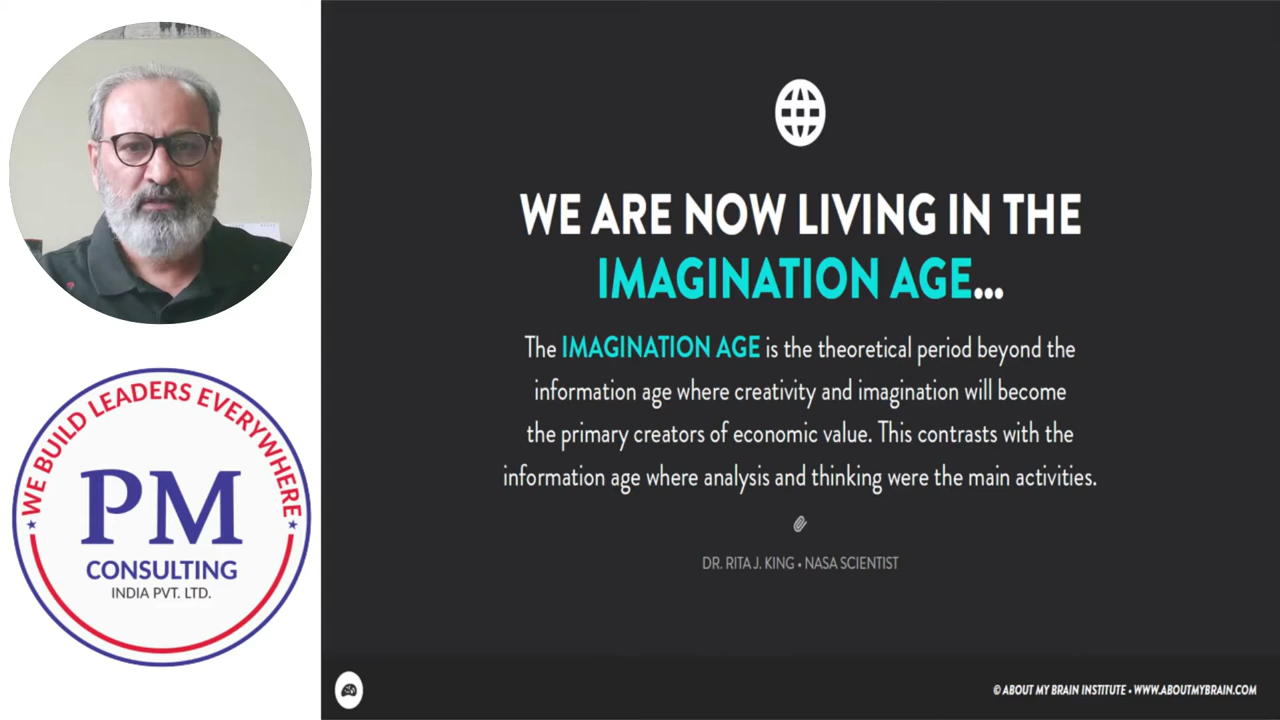 WE BUILD LEADERS EVERYWHERE
PM
CONSULTING
INDIA PVT. LTD.
WE ARE NOW LIVING IN THE
IMAGINATION AGE...
The IMAGINATION AGE is the theoretical period beyond the
information age where creativity and imagination will become
the primary creators of economic value. This contrasts with the
information age where analysis and thinking were the main activities.
DR. RITA J. KING • NASA SCIENTIST
© ABOUT MY BRAIN INSTITUTE • WWW.ABOUTMYBRAIN.COM